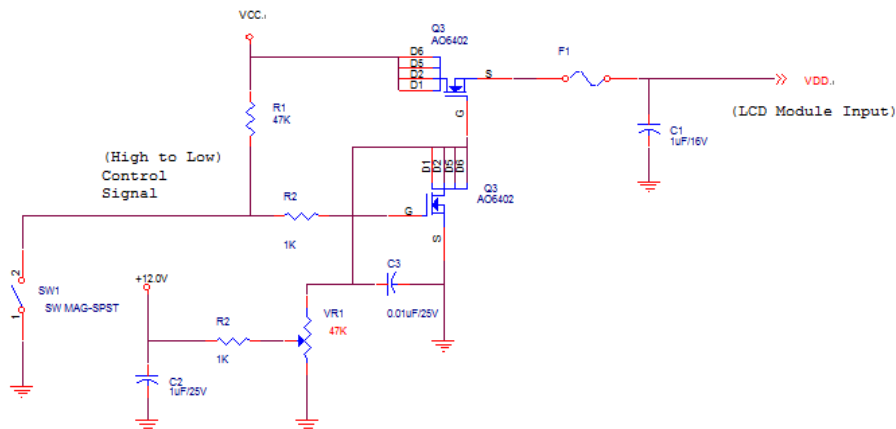 VCC
Q3
AO6402
D6
D5
D2
D1
S
G
F1
VDD
(LCD Module Input)
R1
47K
C1
1uF/16V
(High to Low)
Control
Signal
D1
D2
D5
D6
Q3
AO6402
R2
G
1K
S
2
SW1
1
SW MAG-SPST
+12.0V
C3
0.01uF/25V
R2
1K
VR1
47K
C2
1uF/25V